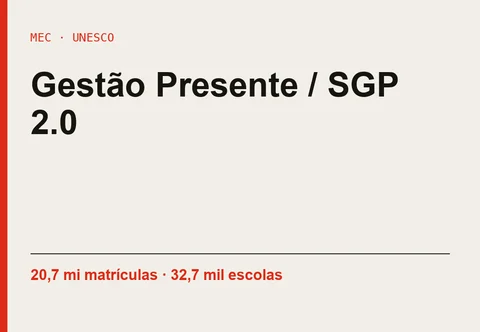 MEC · UNESCO
Gestão Presente / SGP
2.0
20,7 mi matrículas · 32,7 mil escolas